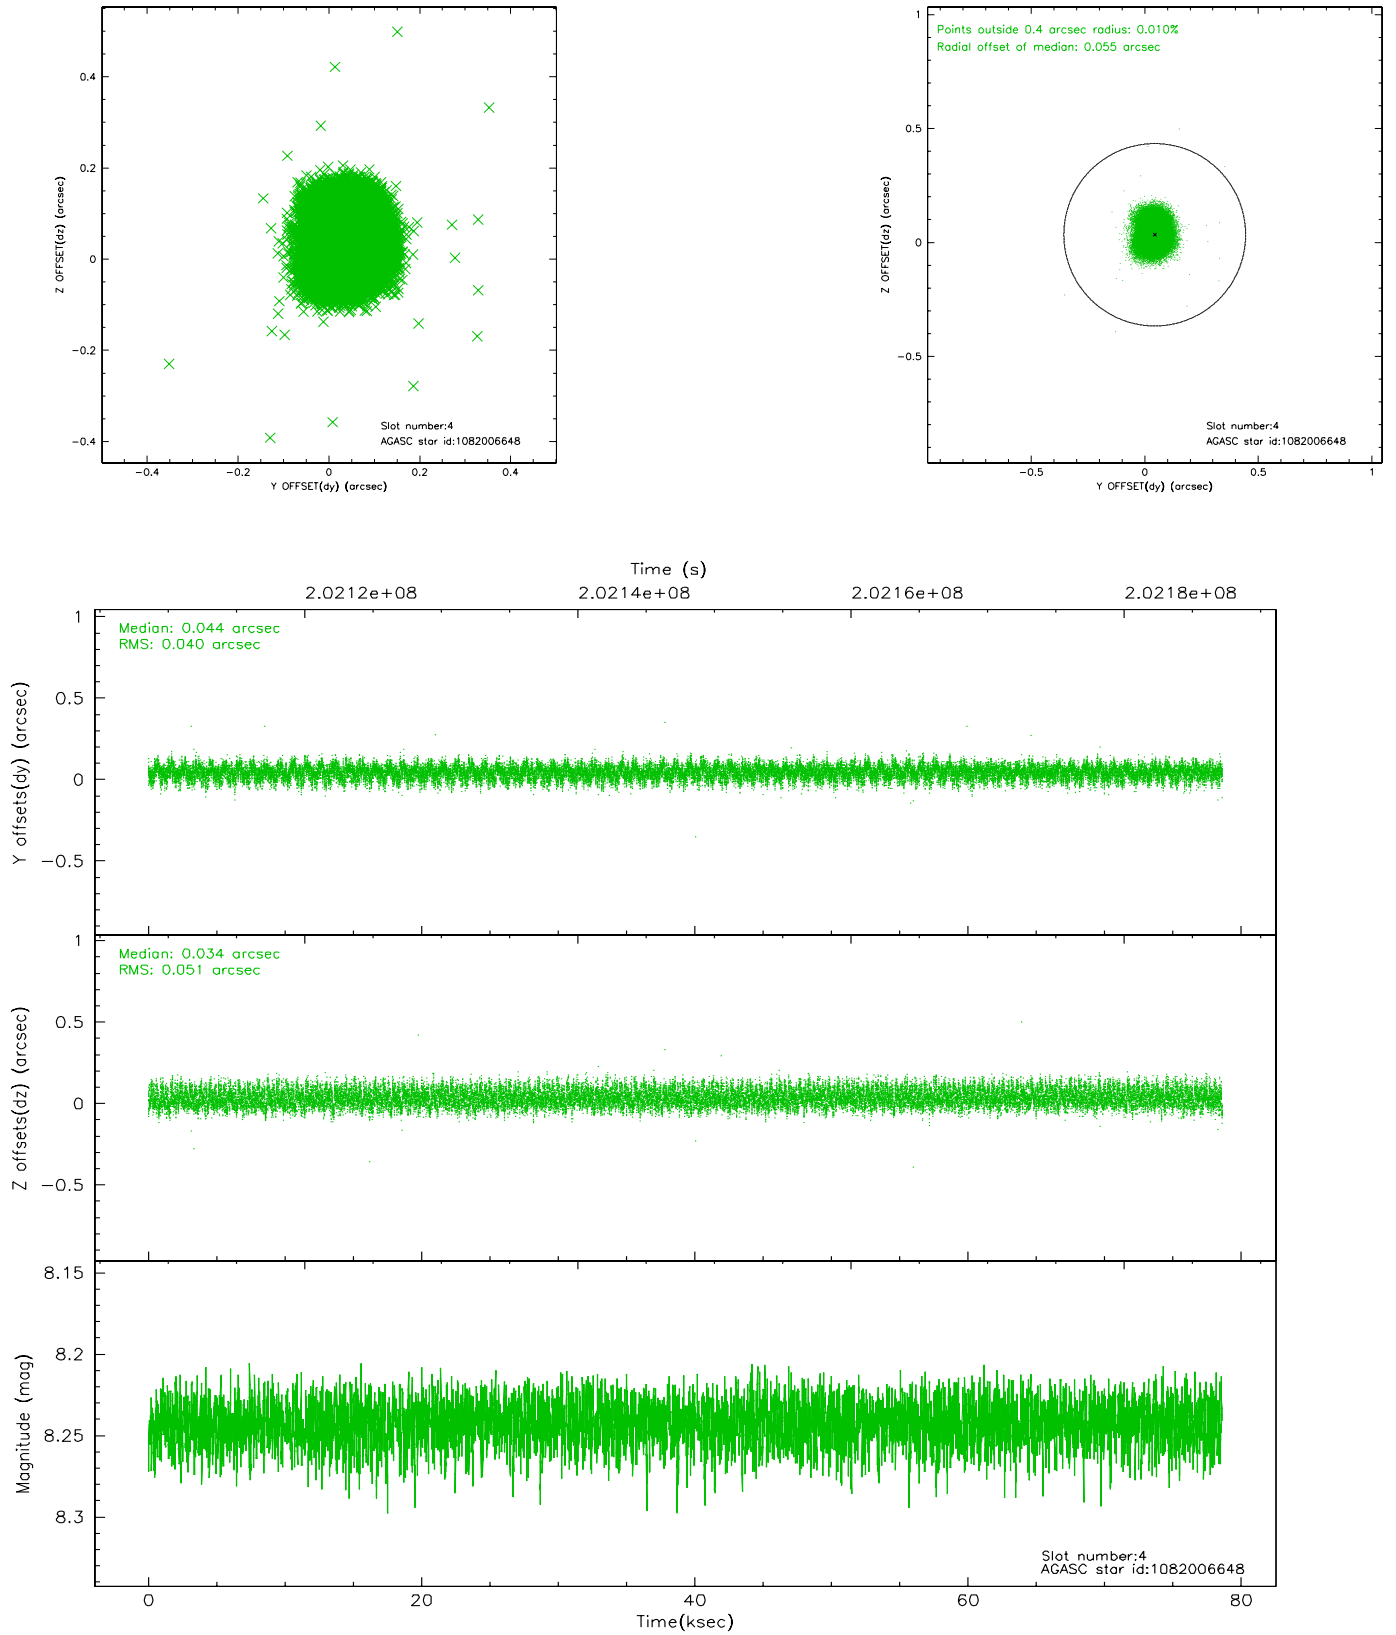 0.4
0.2
0
−0.2
−0.4
Z OFFSET(dz) (arcsec)
Slot number:4
AGASC star id:1082006648
−0.4
−0.2
0
0.2
0.4
Y OFFSET(dy) (arcsec)
Points outside 0.4 arcsec radius: 0.010%
Radial offset of median: 0.055 arcsec
1
0.5
0
−0.5
Z OFFSET(dz) (arcsec)
Slot number:4
AGASC star id:1082006648
−0.5
0
0.5
1
Y OFFSET(dy) (arcsec)
Time (s)
2.0212e+08
2.0214e+08
2.0216e+08
2.0218e+08
Median: 0.044 arcsec
RMS: 0.040 arcsec
1
0.5
0
−0.5
Y offsets(dy) (arcsec)
Median: 0.034 arcsec
RMS: 0.051 arcsec
1
0.5
0
−0.5
Z offsets(dz) (arcsec)
8.15
8.2
8.25
8.3
Magnitude (mag)
Slot number:4
AGASC star id:1082006648
0
20
40
60
80
Time(ksec)